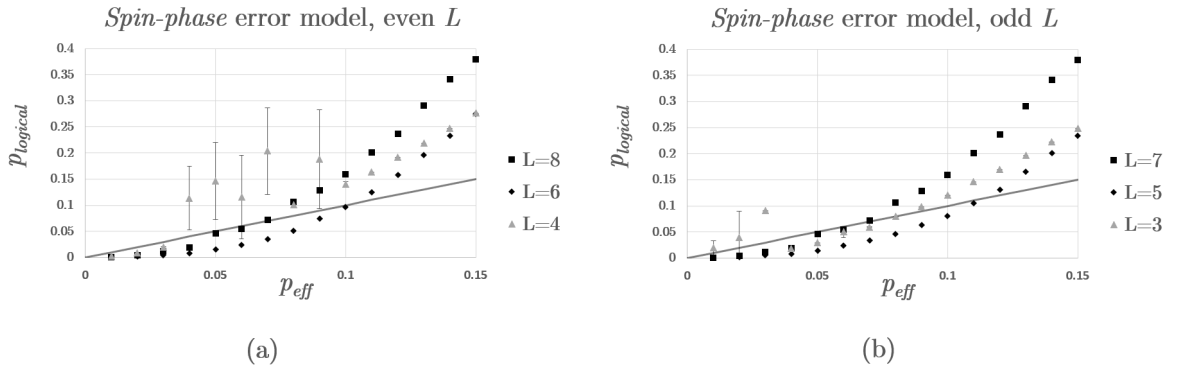 Spin-phase error model, even L
0.4
0.35
0.3
0.25
0.2
0.15
0.1
0.05
0
0
0.05
0.1
0.15
p_logical
p_eff
L=8
L=6
L=4
(a)
Spin-phase error model, odd L
0.4
0.35
0.3
0.25
0.2
0.15
0.1
0.05
0
0
0.05
0.1
0.15
p_logical
p_eff
L=7
L=5
L=3
(b)